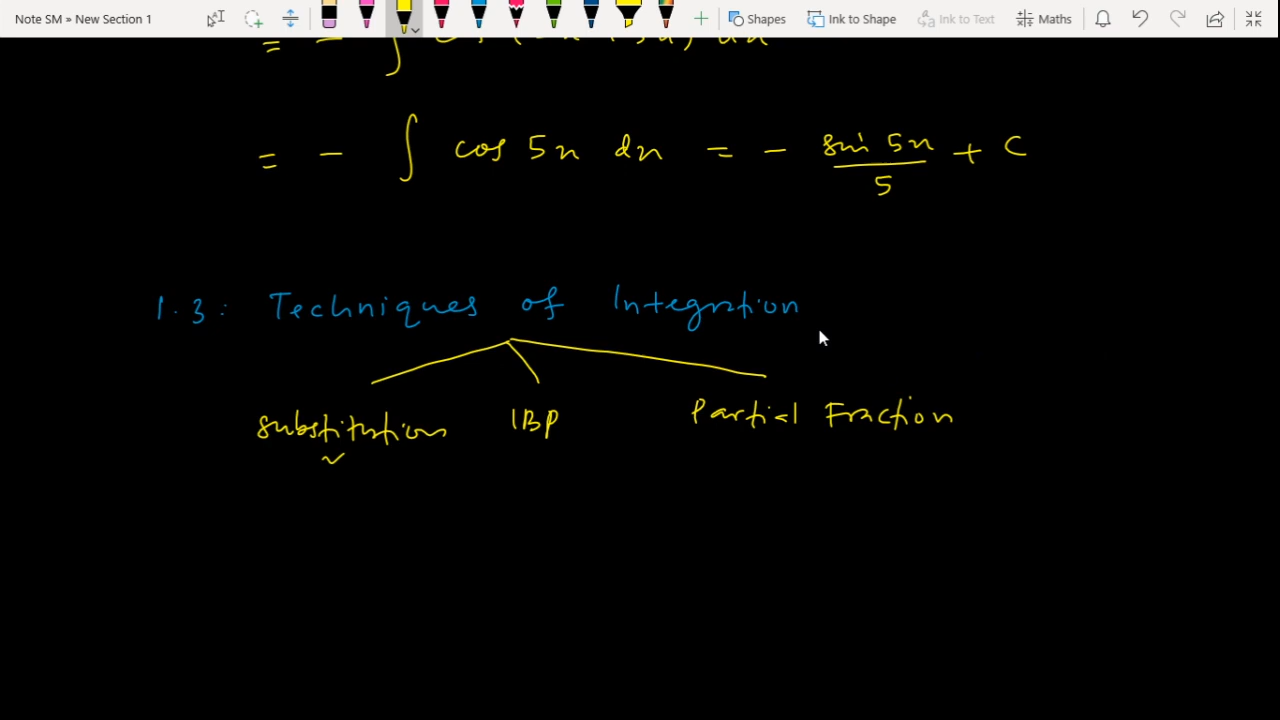 Note SM » New Section 1
Shapes
Ink to Shape
Ink to Text
Maths
= - ∫ dx
= - ∫ cos 5x dx = - sin 5x / 5 + C
1.3: Techniques of Integration
Substitution IBP Partial Fraction